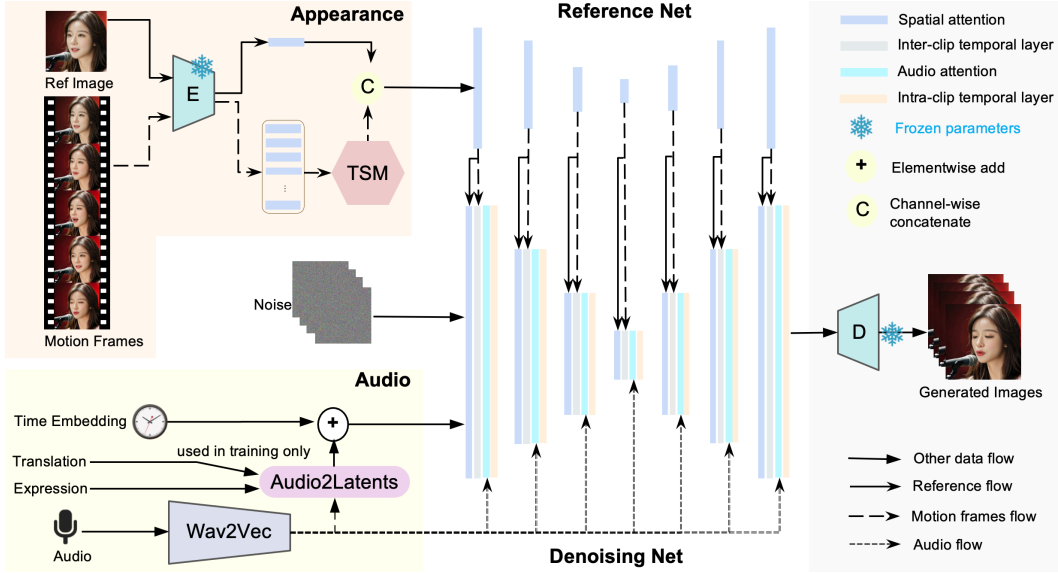 Appearance
Ref Image
E
C
TSM
⋮
Motion Frames
Reference Net
Noise
Audio
Time Embedding
+
used in training only
Translation
Expression
Audio2Latents
Audio
Wav2Vec
Denoising Net
D
Generated Images
Spatial attention
Inter-clip temporal layer
Audio attention
Intra-clip temporal layer
Frozen parameters
+
Elementwise add
C
Channel-wise
concatenate
Other data flow
Reference flow
Motion frames flow
Audio flow